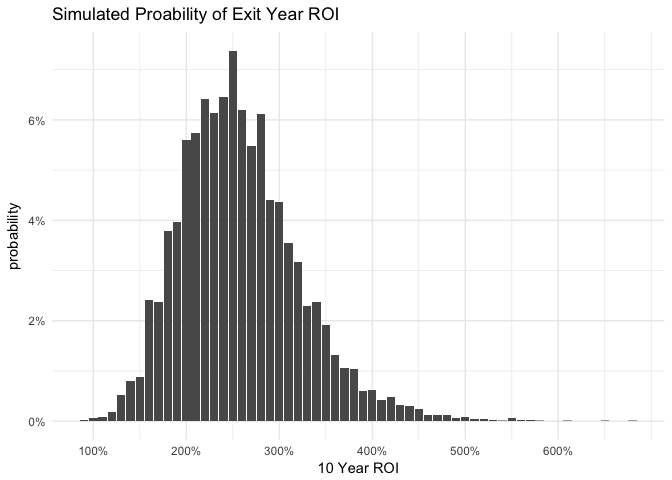 Simulated Proability of Exit Year ROI
6%
4%
2%
0%
probability
100% 200% 300% 400% 500% 600%
10 Year ROI